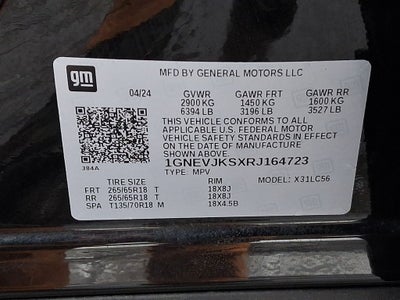 gm
MFD BY GENERAL MOTORS LLC
04/24 GVWR GAWR FRT GAWR RR
2900 KG 1450 KG 1600 KG
6394 LB 3196 LB 3527 LB
THIS VEHICLE CONFORMS TO ALL
APPLICABLE U.S. FEDERAL MOTOR
VEHICLE SAFETY STANDARDS IN EFFECT
ON THE DATE OF MANUFACTURE
SHOWN ABOVE.
1GNEVJKSXRJ164723
J84A TYPE: MPV MODEL: X31LC56
TIRE SIZE RIM
FRT 265/65R18 T 18X8J
RR 265/65R18 T 18X8J
SPA T135/70R18 M 18X4.5B